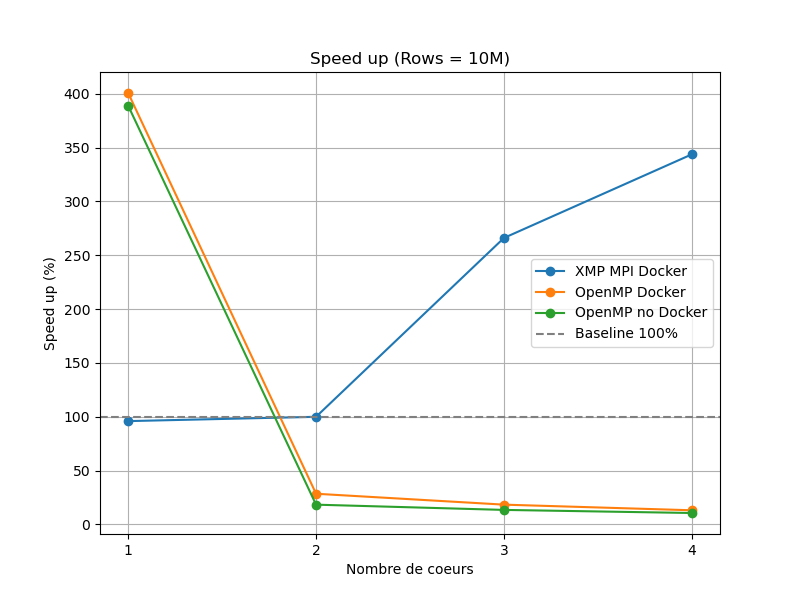 Speed up (Rows = 10M)
Speed up (%)
400
350
300
250
200
150
100
50
0
XMP MPI Docker
OpenMP Docker
OpenMP no Docker
Baseline 100%
1 2 3 4
Nombre de coeurs